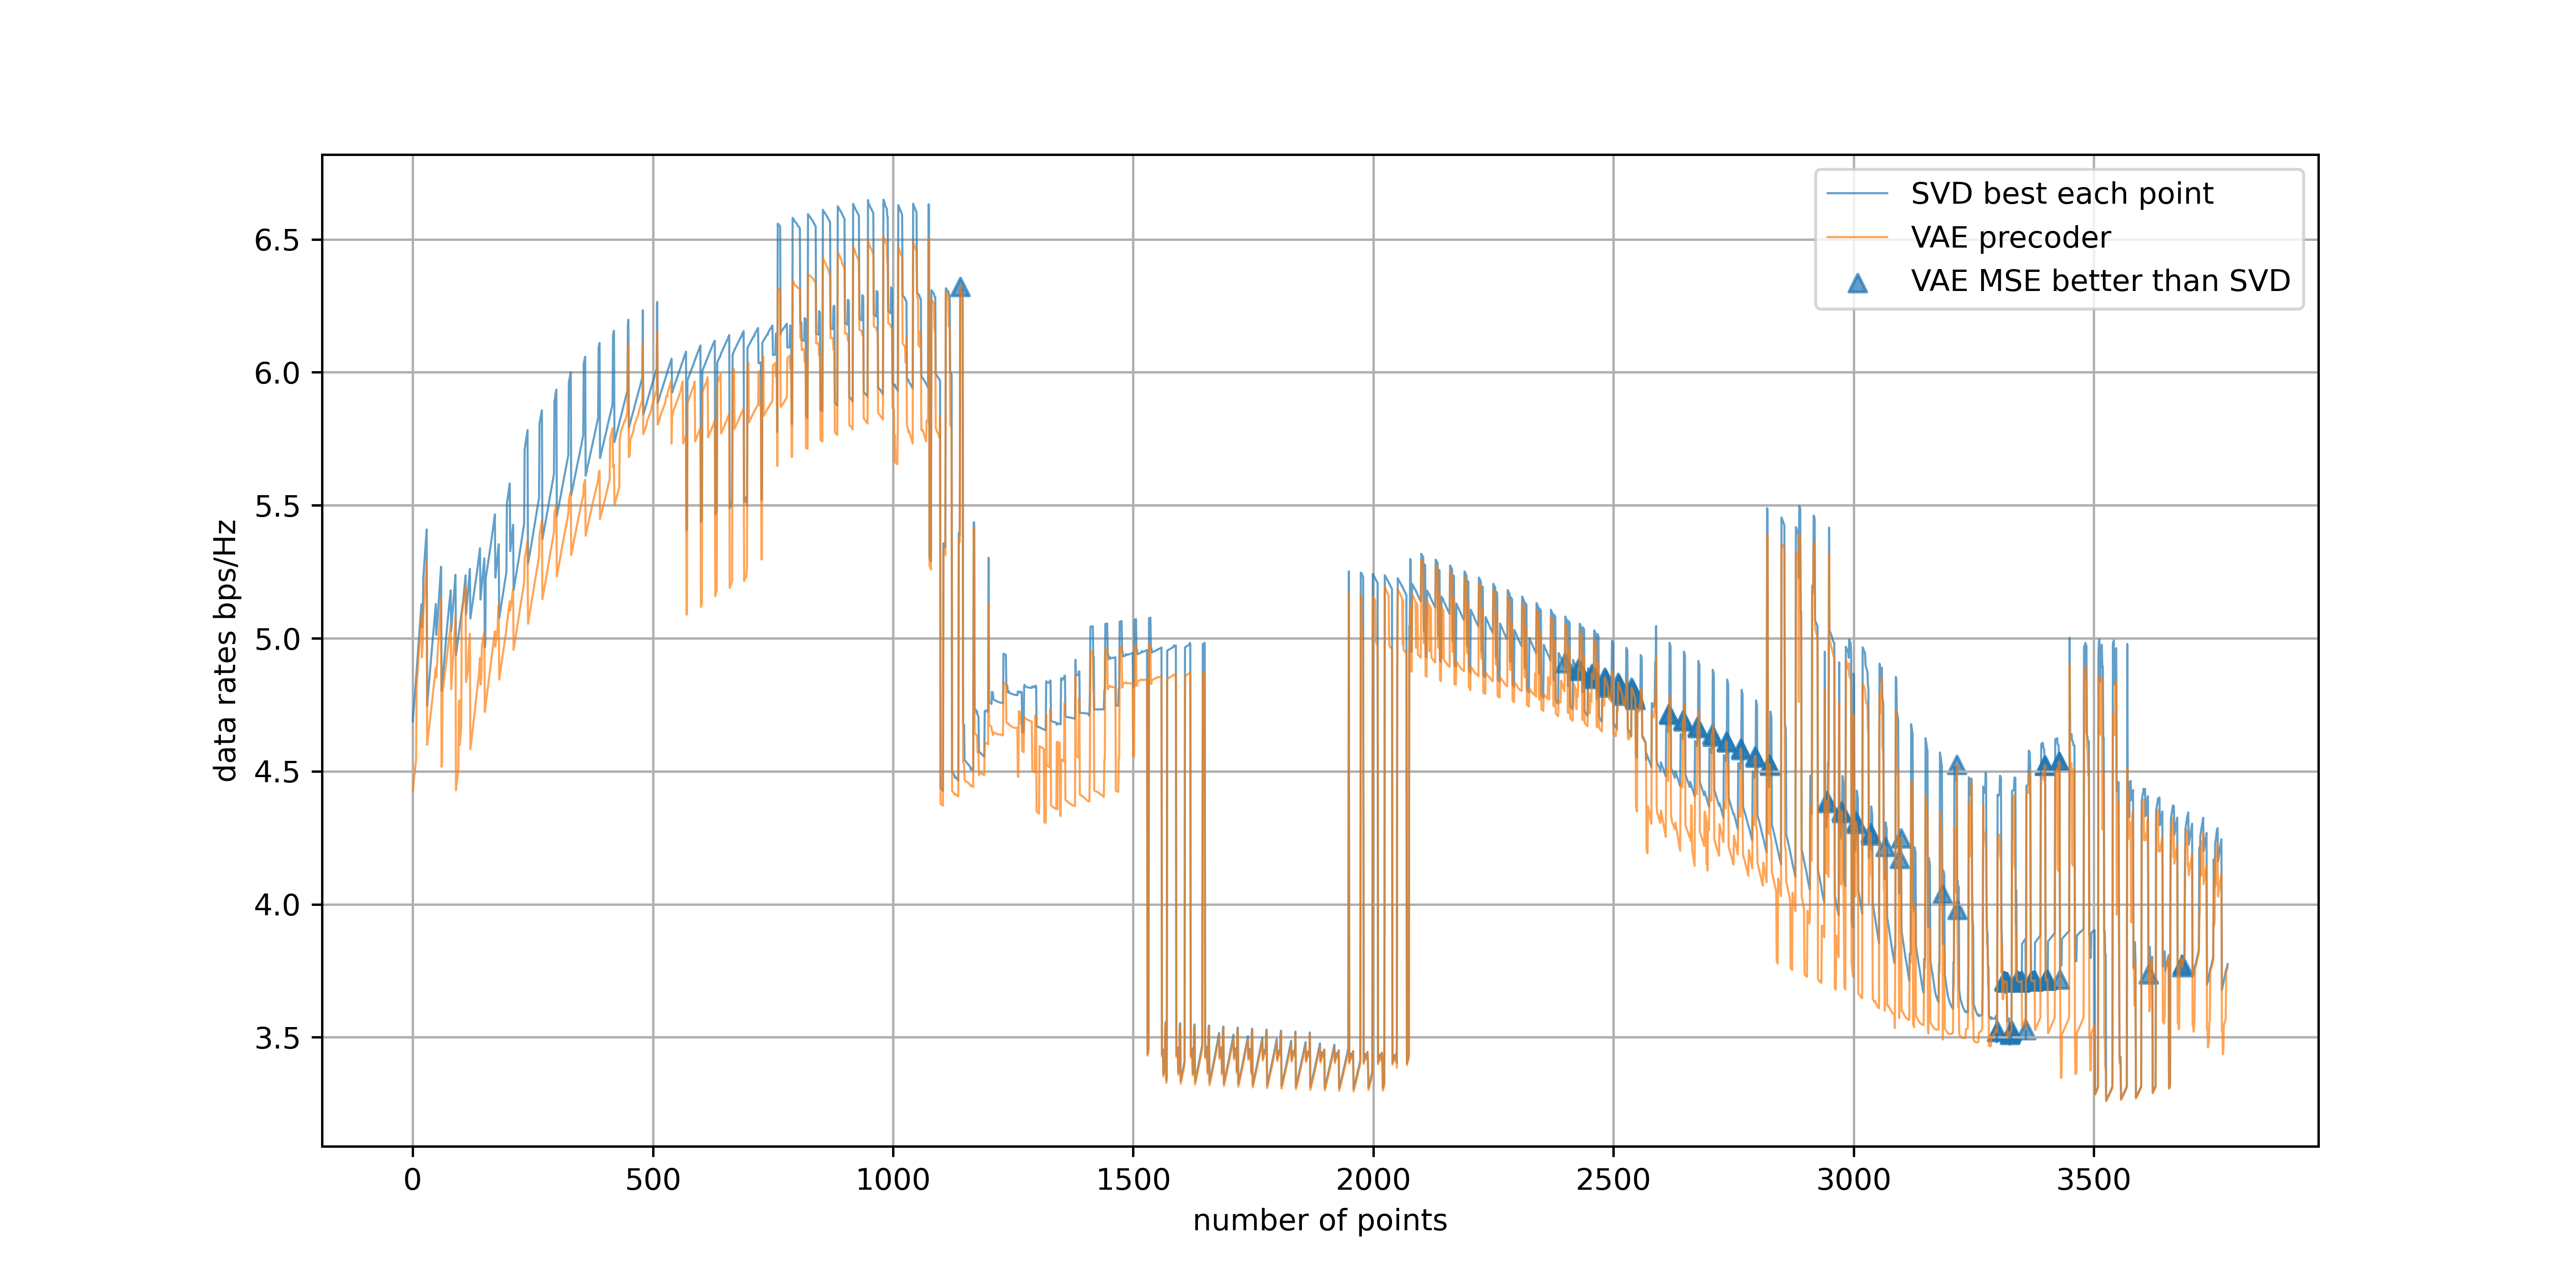 SVD best each point
VAE precoder
VAE MSE better than SVD
data rates bps/Hz
6.5
6.0
5.5
5.0
4.5
4.0
3.5
0 500 1000 1500 2000 2500 3000 3500
number of points